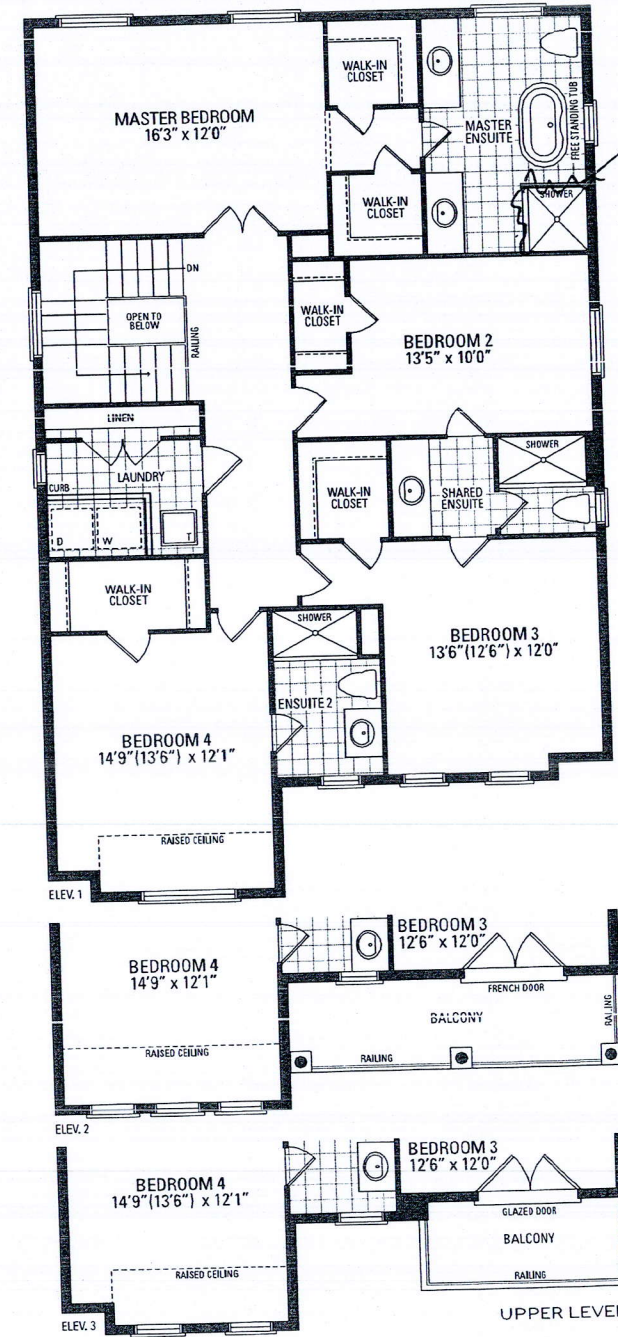 WALK-IN
CLOSET
MASTER BEDROOM
16'3" x 12'0"
MASTER
ENSUITE
FREE STANDING TUB
WALK-IN
CLOSET
SHOWER
DN
OPEN TO
BELOW
RAILING
WALK-IN
CLOSET
BEDROOM 2
13'5" x 10'0"
LINEN
LAUNDRY
CURB
D
W
T
WALK-IN
CLOSET
SHARED
ENSUITE
SHOWER
WALK-IN
CLOSET
SHOWER
BEDROOM 3
13'6"(12'6") x 12'0"
ENSUITE 2
BEDROOM 4
14'9"(13'6") x 12'1"
RAISED CEILING
ELEV. 1
BEDROOM 3
12'6" x 12'0"
BEDROOM 4
14'9" x 12'1"
FRENCH DOOR
BALCONY
RAILING
RAISED CEILING
RAILING
ELEV. 2
BEDROOM 3
12'6" x 12'0"
BEDROOM 4
14'9"(13'6") x 12'1"
GLAZED DOOR
BALCONY
RAISED CEILING
RAILING
UPPER LEVEL
ELEV. 3